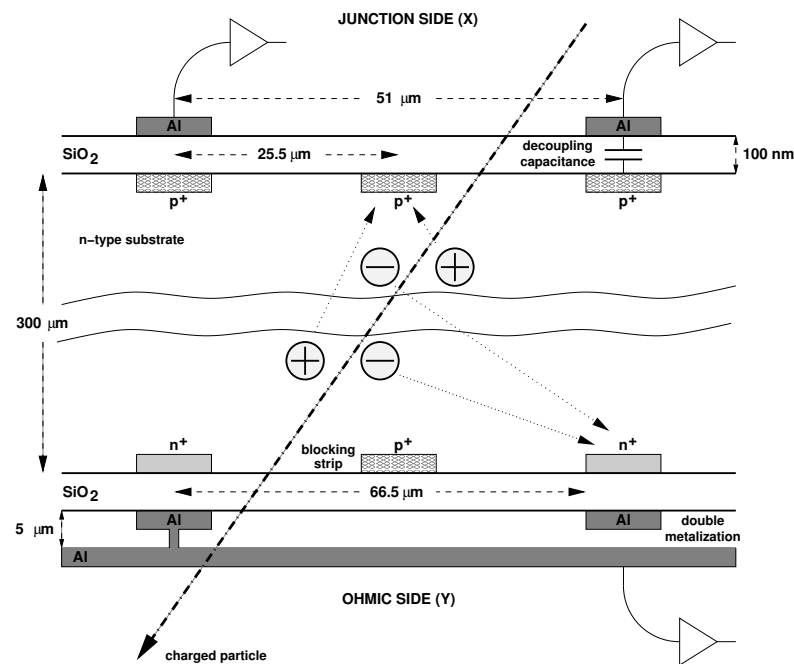 JUNCTION SIDE (X)
51 μm
Al
Al
SiO2
25.5 μm
decoupling
capacitance
100 nm
p+
p+
p+
n−type substrate
300 μm
n+
blocking
strip
p+
n+
SiO2
66.5 μm
5 μm
Al
Al
double
metalization
Al
OHMIC SIDE (Y)
charged particle